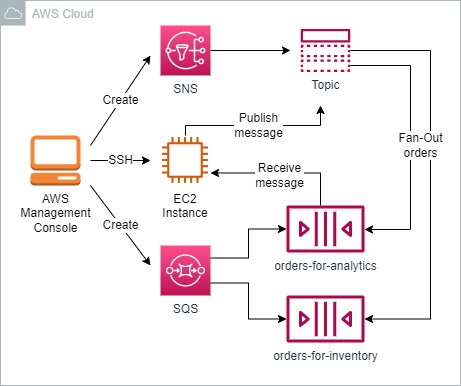 AWS Cloud
SNS
Topic
Create
Publish
message
Fan-Out
orders
SSH
Receive
message
AWS
Management
Console
EC2
Instance
Create
orders-for-analytics
SQS
orders-for-inventory